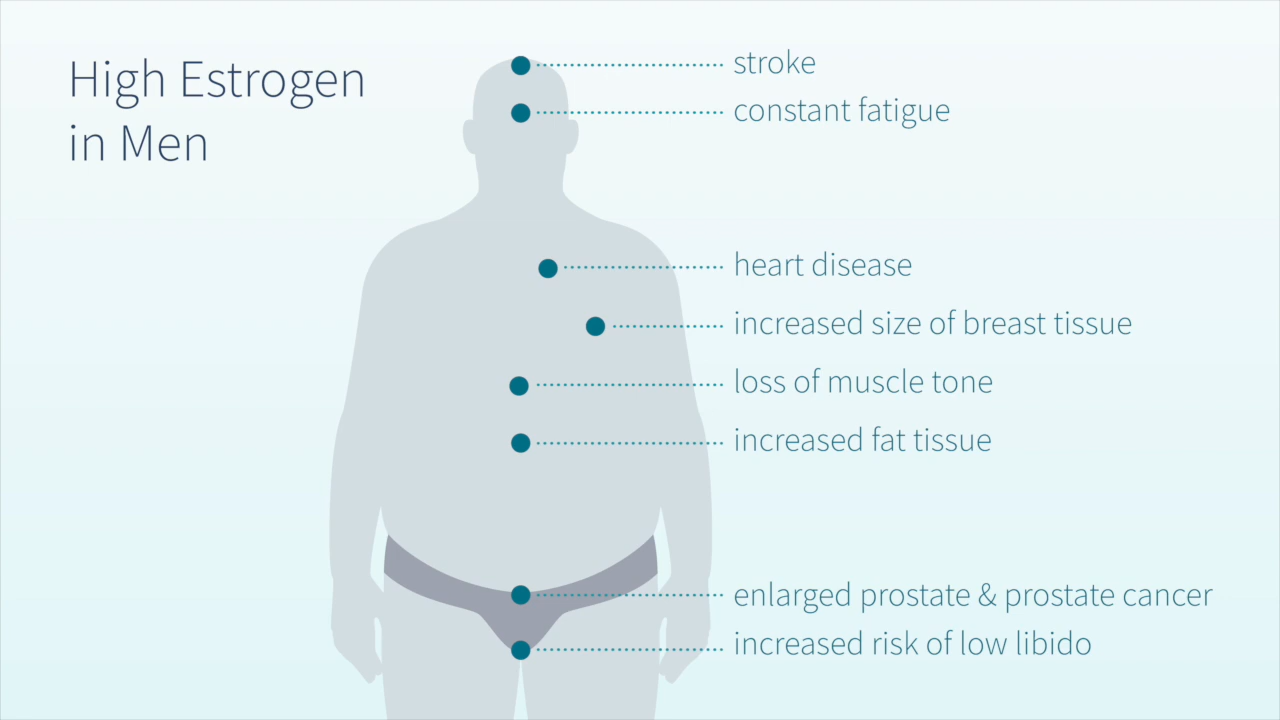 High Estrogen
in Men
stroke
constant fatigue
heart disease
increased size of breast tissue
loss of muscle tone
increased fat tissue
enlarged prostate & prostate cancer
increased risk of low libido